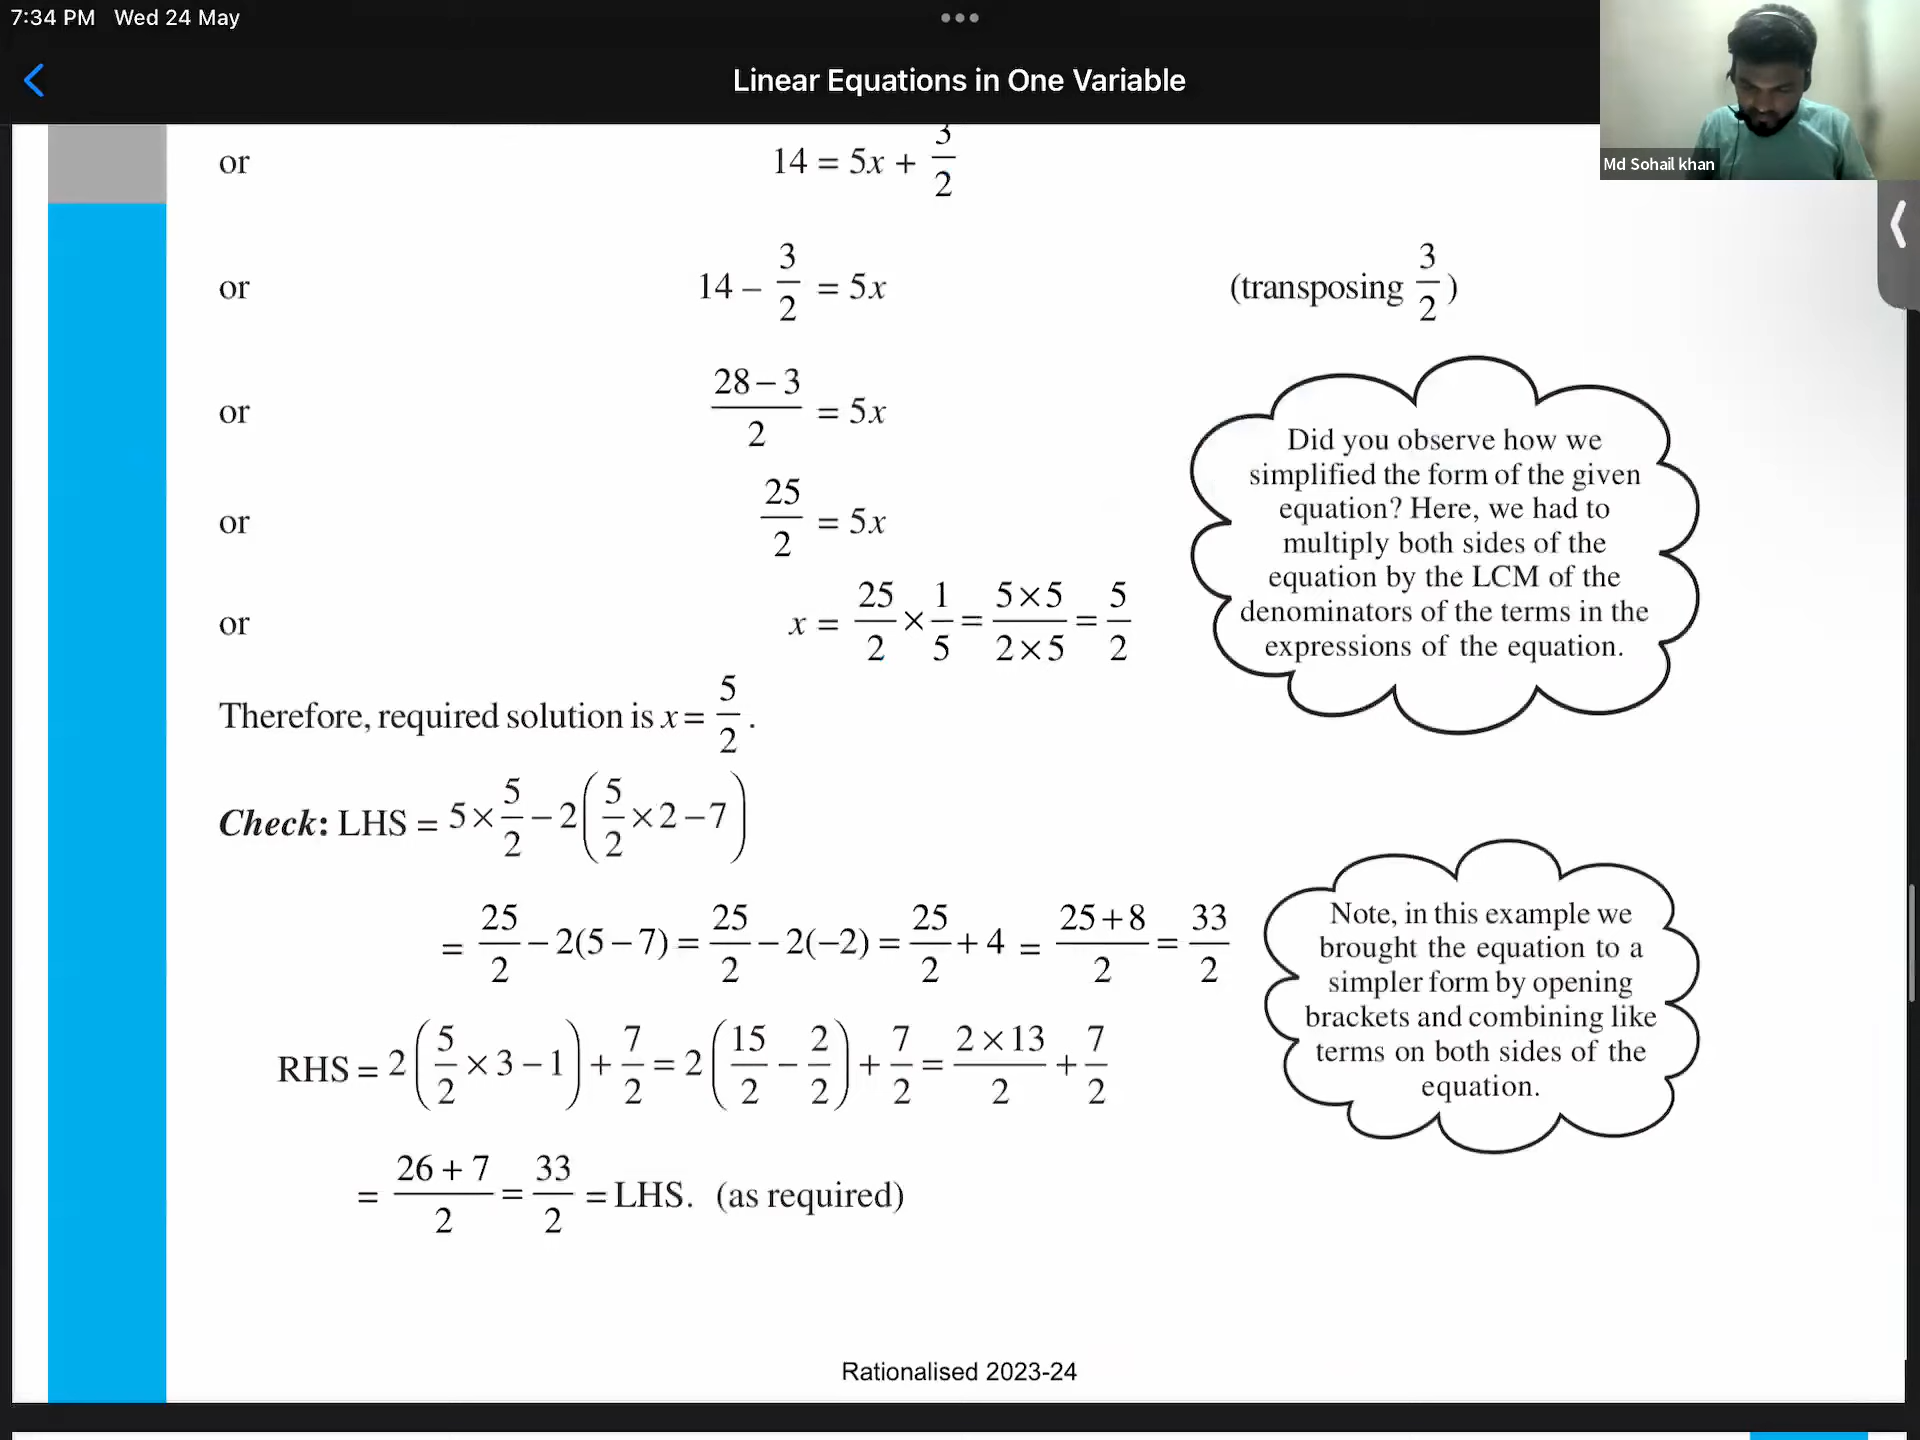 7:34 PM Wed 24 May
Linear Equations in One Variable
Md Sohail khan
or 14 = 5x + 3/2
or 14 – 3/2 = 5x (transposing 3/2)
or (28 – 3)/2 = 5x
or 25/2 = 5x
or x = 25/2 × 1/5 = (5×5)/(2×5) = 5/2
Did you observe how we
simplified the form of the given
equation? Here, we had to
multiply both sides of the
equation by the LCM of the
denominators of the terms in the
expressions of the equation.
Therefore, required solution is x = 5/2.
Check: LHS = 5×5/2 – 2(5/2×2 – 7)
= 25/2 – 2(5 – 7) = 25/2 – 2(–2) = 25/2 + 4 = (25+8)/2 = 33/2
RHS = 2(5/2×3 – 1) + 7/2 = 2(15/2 – 2/2) + 7/2 = (2×13)/2 + 7/2
= (26 + 7)/2 = 33/2 = LHS. (as required)
Note, in this example we
brought the equation to a
simpler form by opening
brackets and combining like
terms on both sides of the
equation.
Rationalised 2023-24